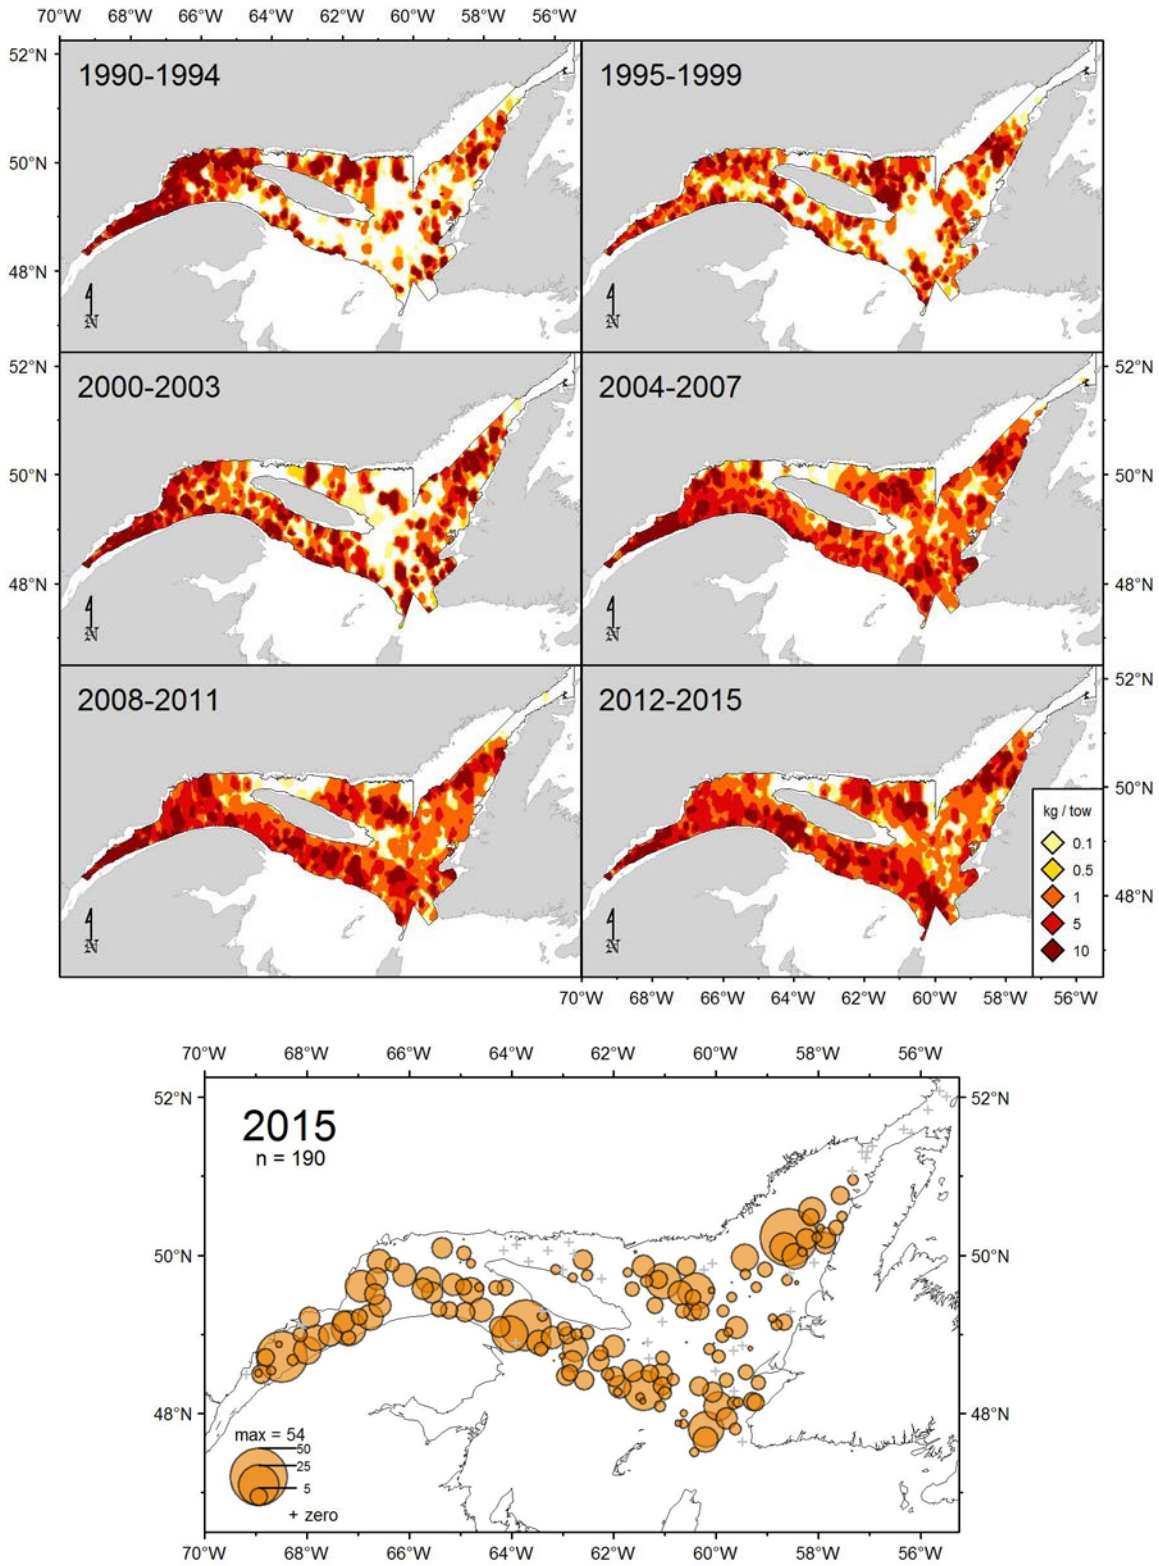 70°W 68°W 66°W 64°W 62°W 60°W 58°W 56°W
52°N
1990-1994
1995-1999
50°N
48°N
N
N
52°N
52°N
2000-2003
2004-2007
50°N
50°N
48°N
48°N
N
N
52°N
2008-2011
2012-2015
50°N
kg / tow
0.1
0.5
1
48°N
5
10
N
N
70°W 68°W 66°W 64°W 62°W 60°W 58°W 56°W
70°W 68°W 66°W 64°W 62°W 60°W 58°W 56°W
52°N
52°N
2015
n = 190
50°N
50°N
48°N
48°N
max = 54
50
25
5
+ zero
70°W 68°W 66°W 64°W 62°W 60°W 58°W 56°W